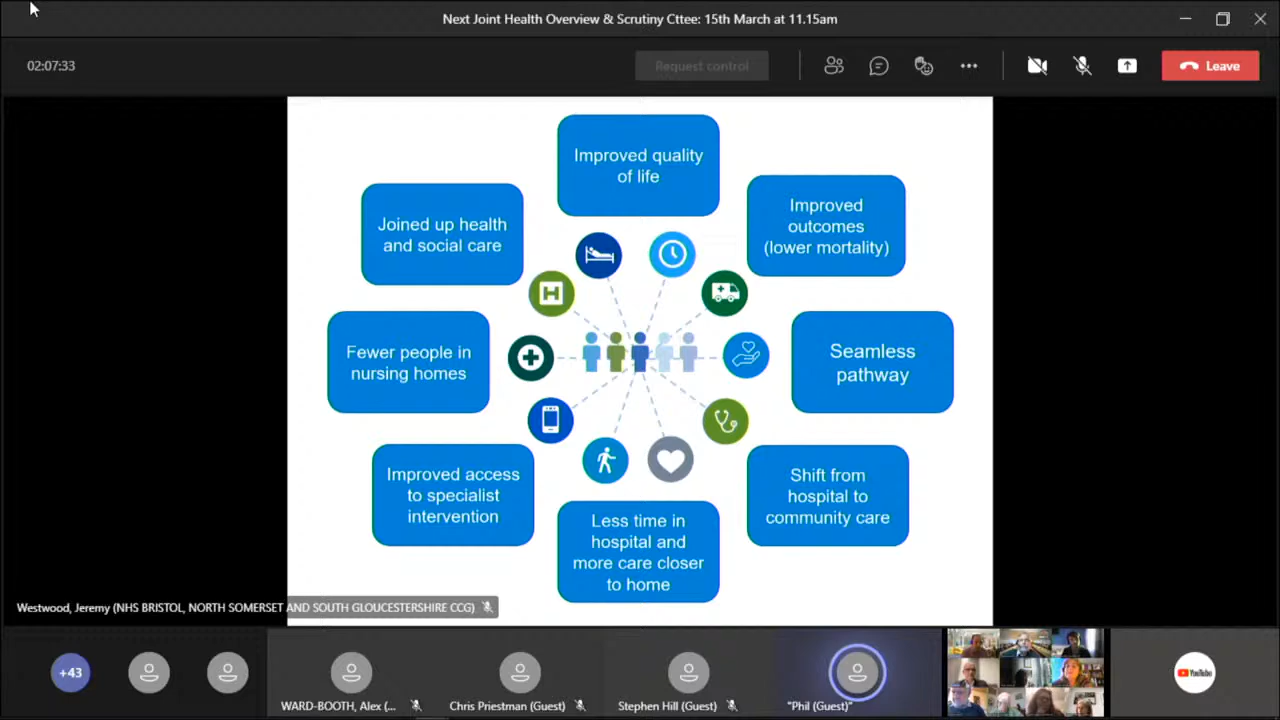 Next Joint Health Overview & Scrutiny Cttee: 15th March at 11.15am
02:07:33
Request control
Leave
Improved quality
of life
Improved
outcomes
(lower mortality)
Joined up health
and social care
H
Fewer people in
nursing homes
Seamless
pathway
Improved access
to specialist
intervention
Shift from
hospital to
community care
Less time in
hospital and
more care closer
to home
Westwood, Jeremy (NHS BRISTOL, NORTH SOMERSET AND SOUTH GLOUCESTERSHIRE CCG)
+43
WARD-BOOTH, Alex (...
Chris Priestman (Guest)
Stephen Hill (Guest)
"Phil (Guest)"
YouTube